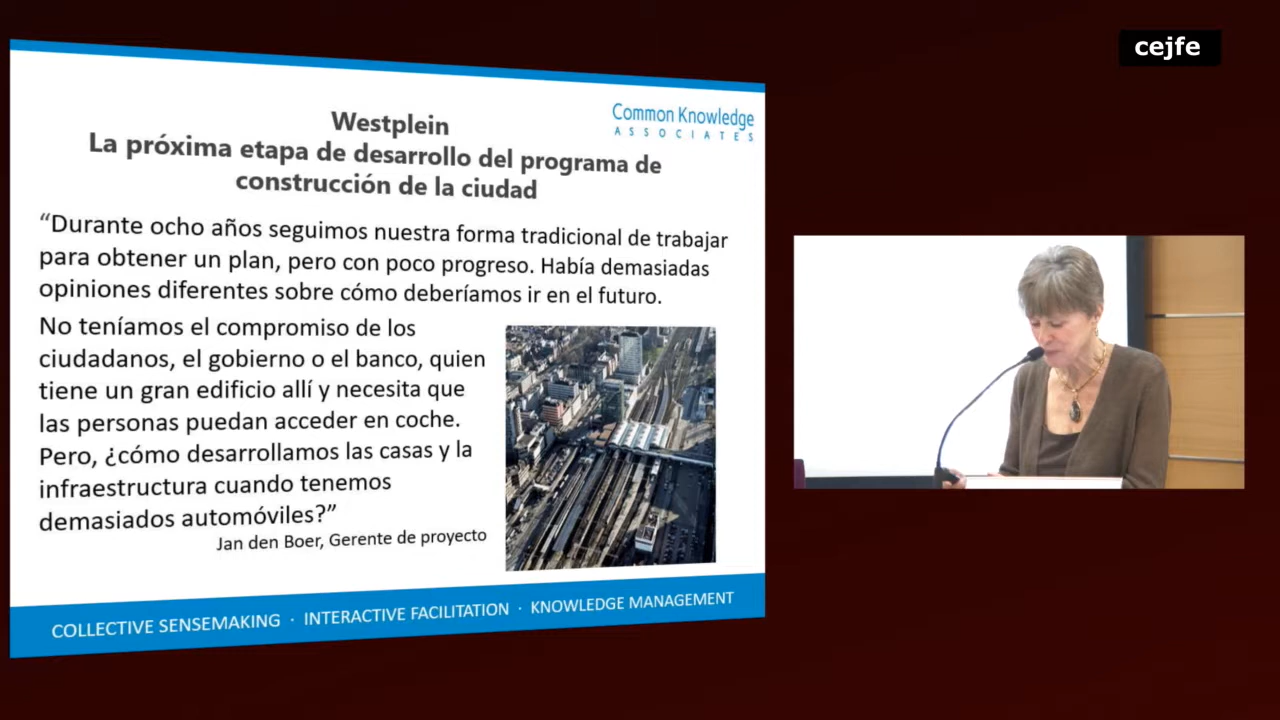 cejfe
Common Knowledge
ASSOCIATES
Westplein
La próxima etapa de desarrollo del programa de
construcción de la ciudad
“Durante ocho años seguimos nuestra forma tradicional de trabajar
para obtener un plan, pero con poco progreso. Había demasiadas
opiniones diferentes sobre cómo deberíamos ir en el futuro.
No teníamos el compromiso de los
ciudadanos, el gobierno o el banco, quien
tiene un gran edificio allí y necesita que
las personas puedan acceder en coche.
Pero, ¿cómo desarrollamos las casas y la
infraestructura cuando tenemos
demasiados automóviles?”
Jan den Boer, Gerente de proyecto
COLLECTIVE SENSEMAKING · INTERACTIVE FACILITATION · KNOWLEDGE MANAGEMENT